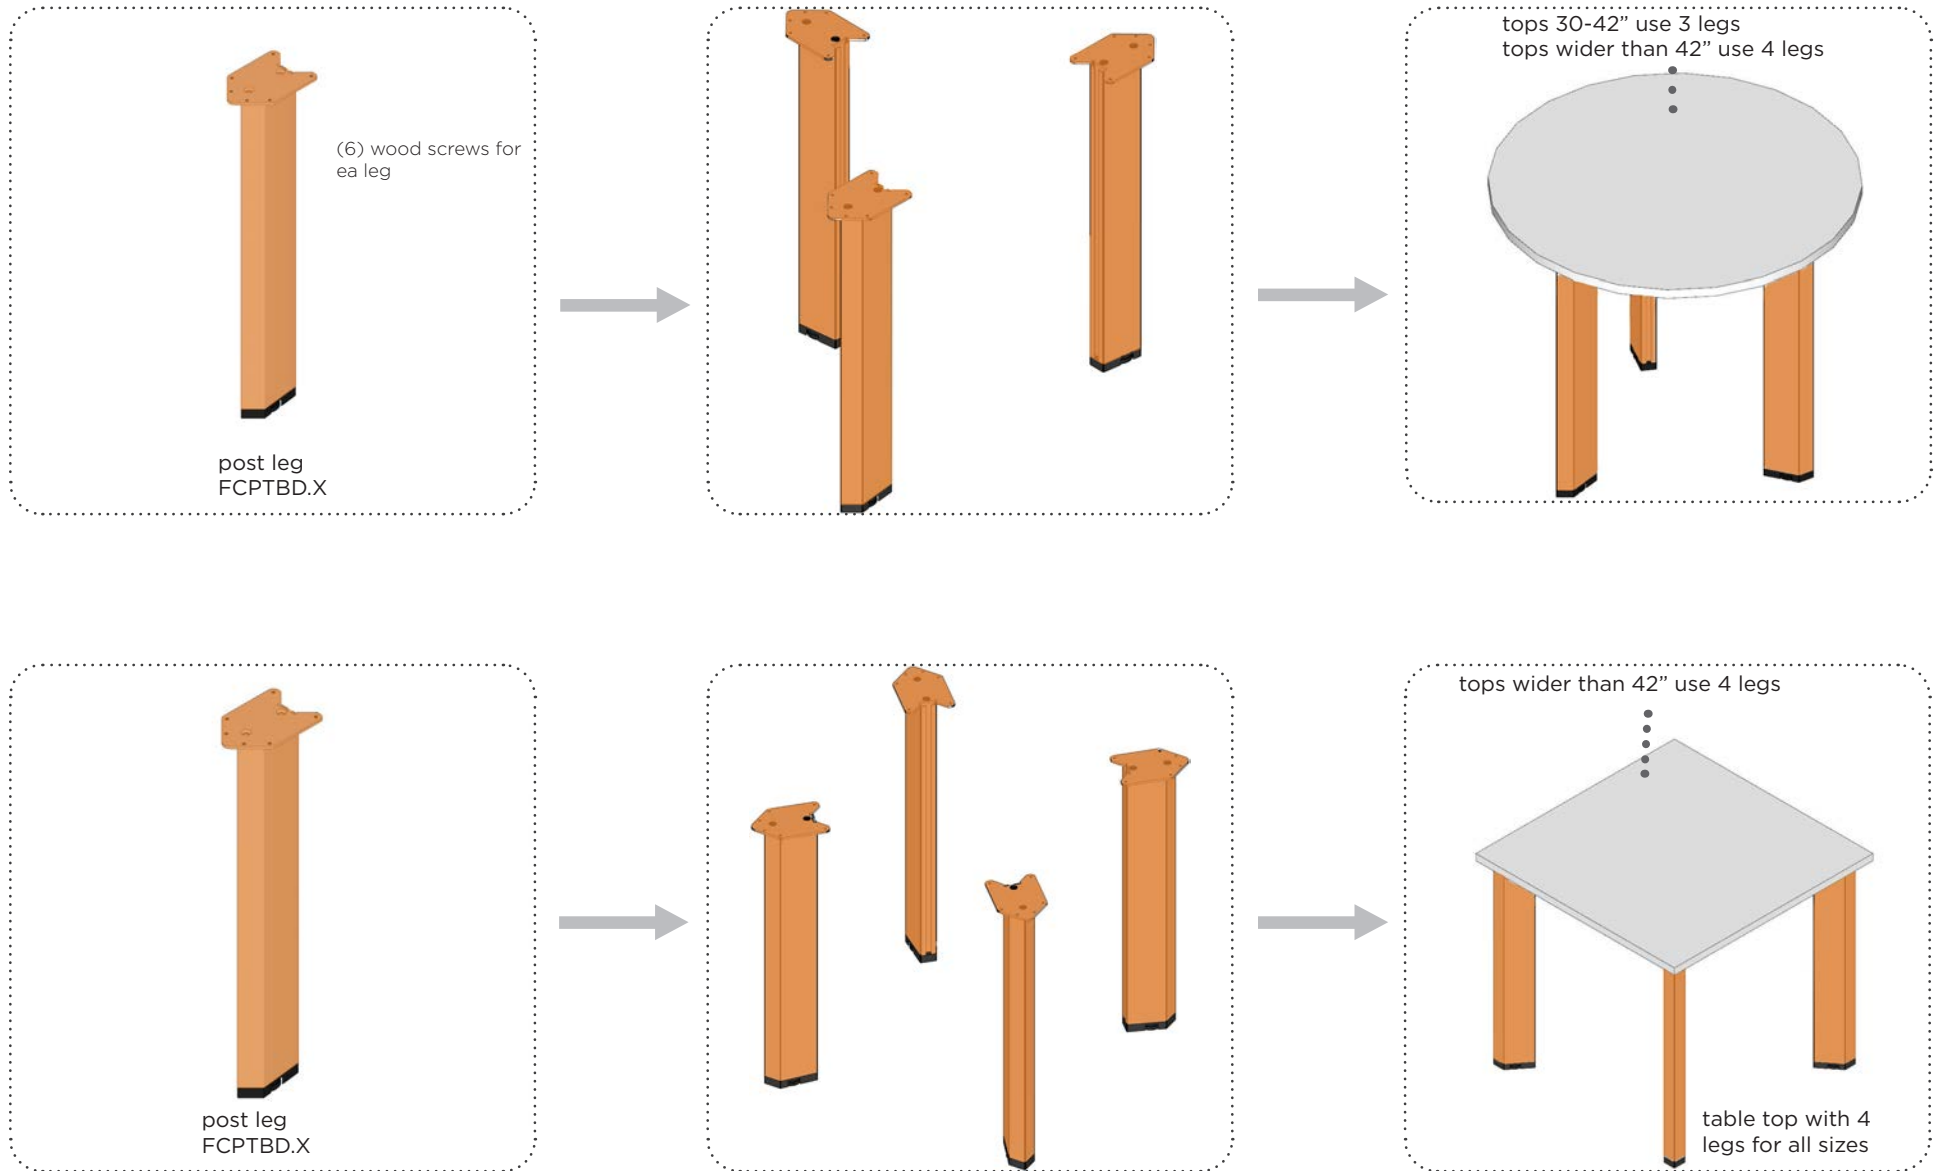 tops 30-42” use 3 legs
tops wider than 42” use 4 legs
(6) wood screws for
ea leg
post leg
FCPTBD.X
tops wider than 42” use 4 legs
post leg
FCPTBD.X
table top with 4
legs for all sizes